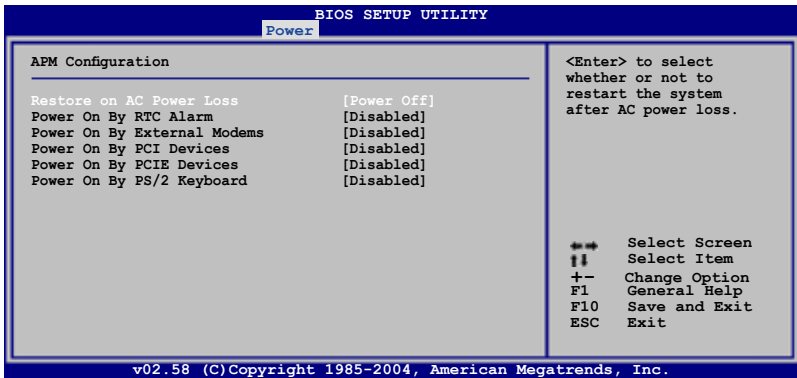 BIOS SETUP UTILITY
Power
APM Configuration
Restore on AC Power Loss [Power Off]
Power On By RTC Alarm [Disabled]
Power On By External Modems [Disabled]
Power On By PCI Devices [Disabled]
Power On By PCIE Devices [Disabled]
Power On By PS/2 Keyboard [Disabled]
<Enter> to select
whether or not to
restart the system
after AC power loss.
←→ Select Screen
↑↓ Select Item
+- Change Option
F1 General Help
F10 Save and Exit
ESC Exit
v02.58 (C)Copyright 1985-2004, American Megatrends, Inc.